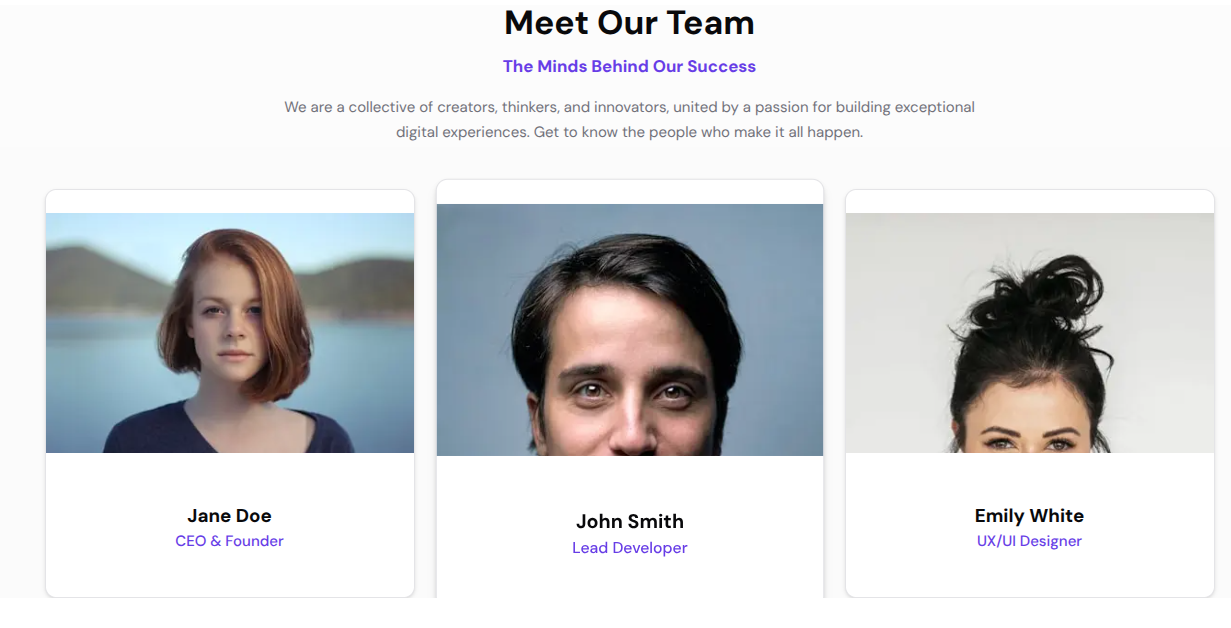 Meet Our Team
The Minds Behind Our Success
We are a collective of creators, thinkers, and innovators, united by a passion for building exceptional
digital experiences. Get to know the people who make it all happen.
Jane Doe
CEO & Founder
John Smith
Lead Developer
Emily White
UX/UI Designer